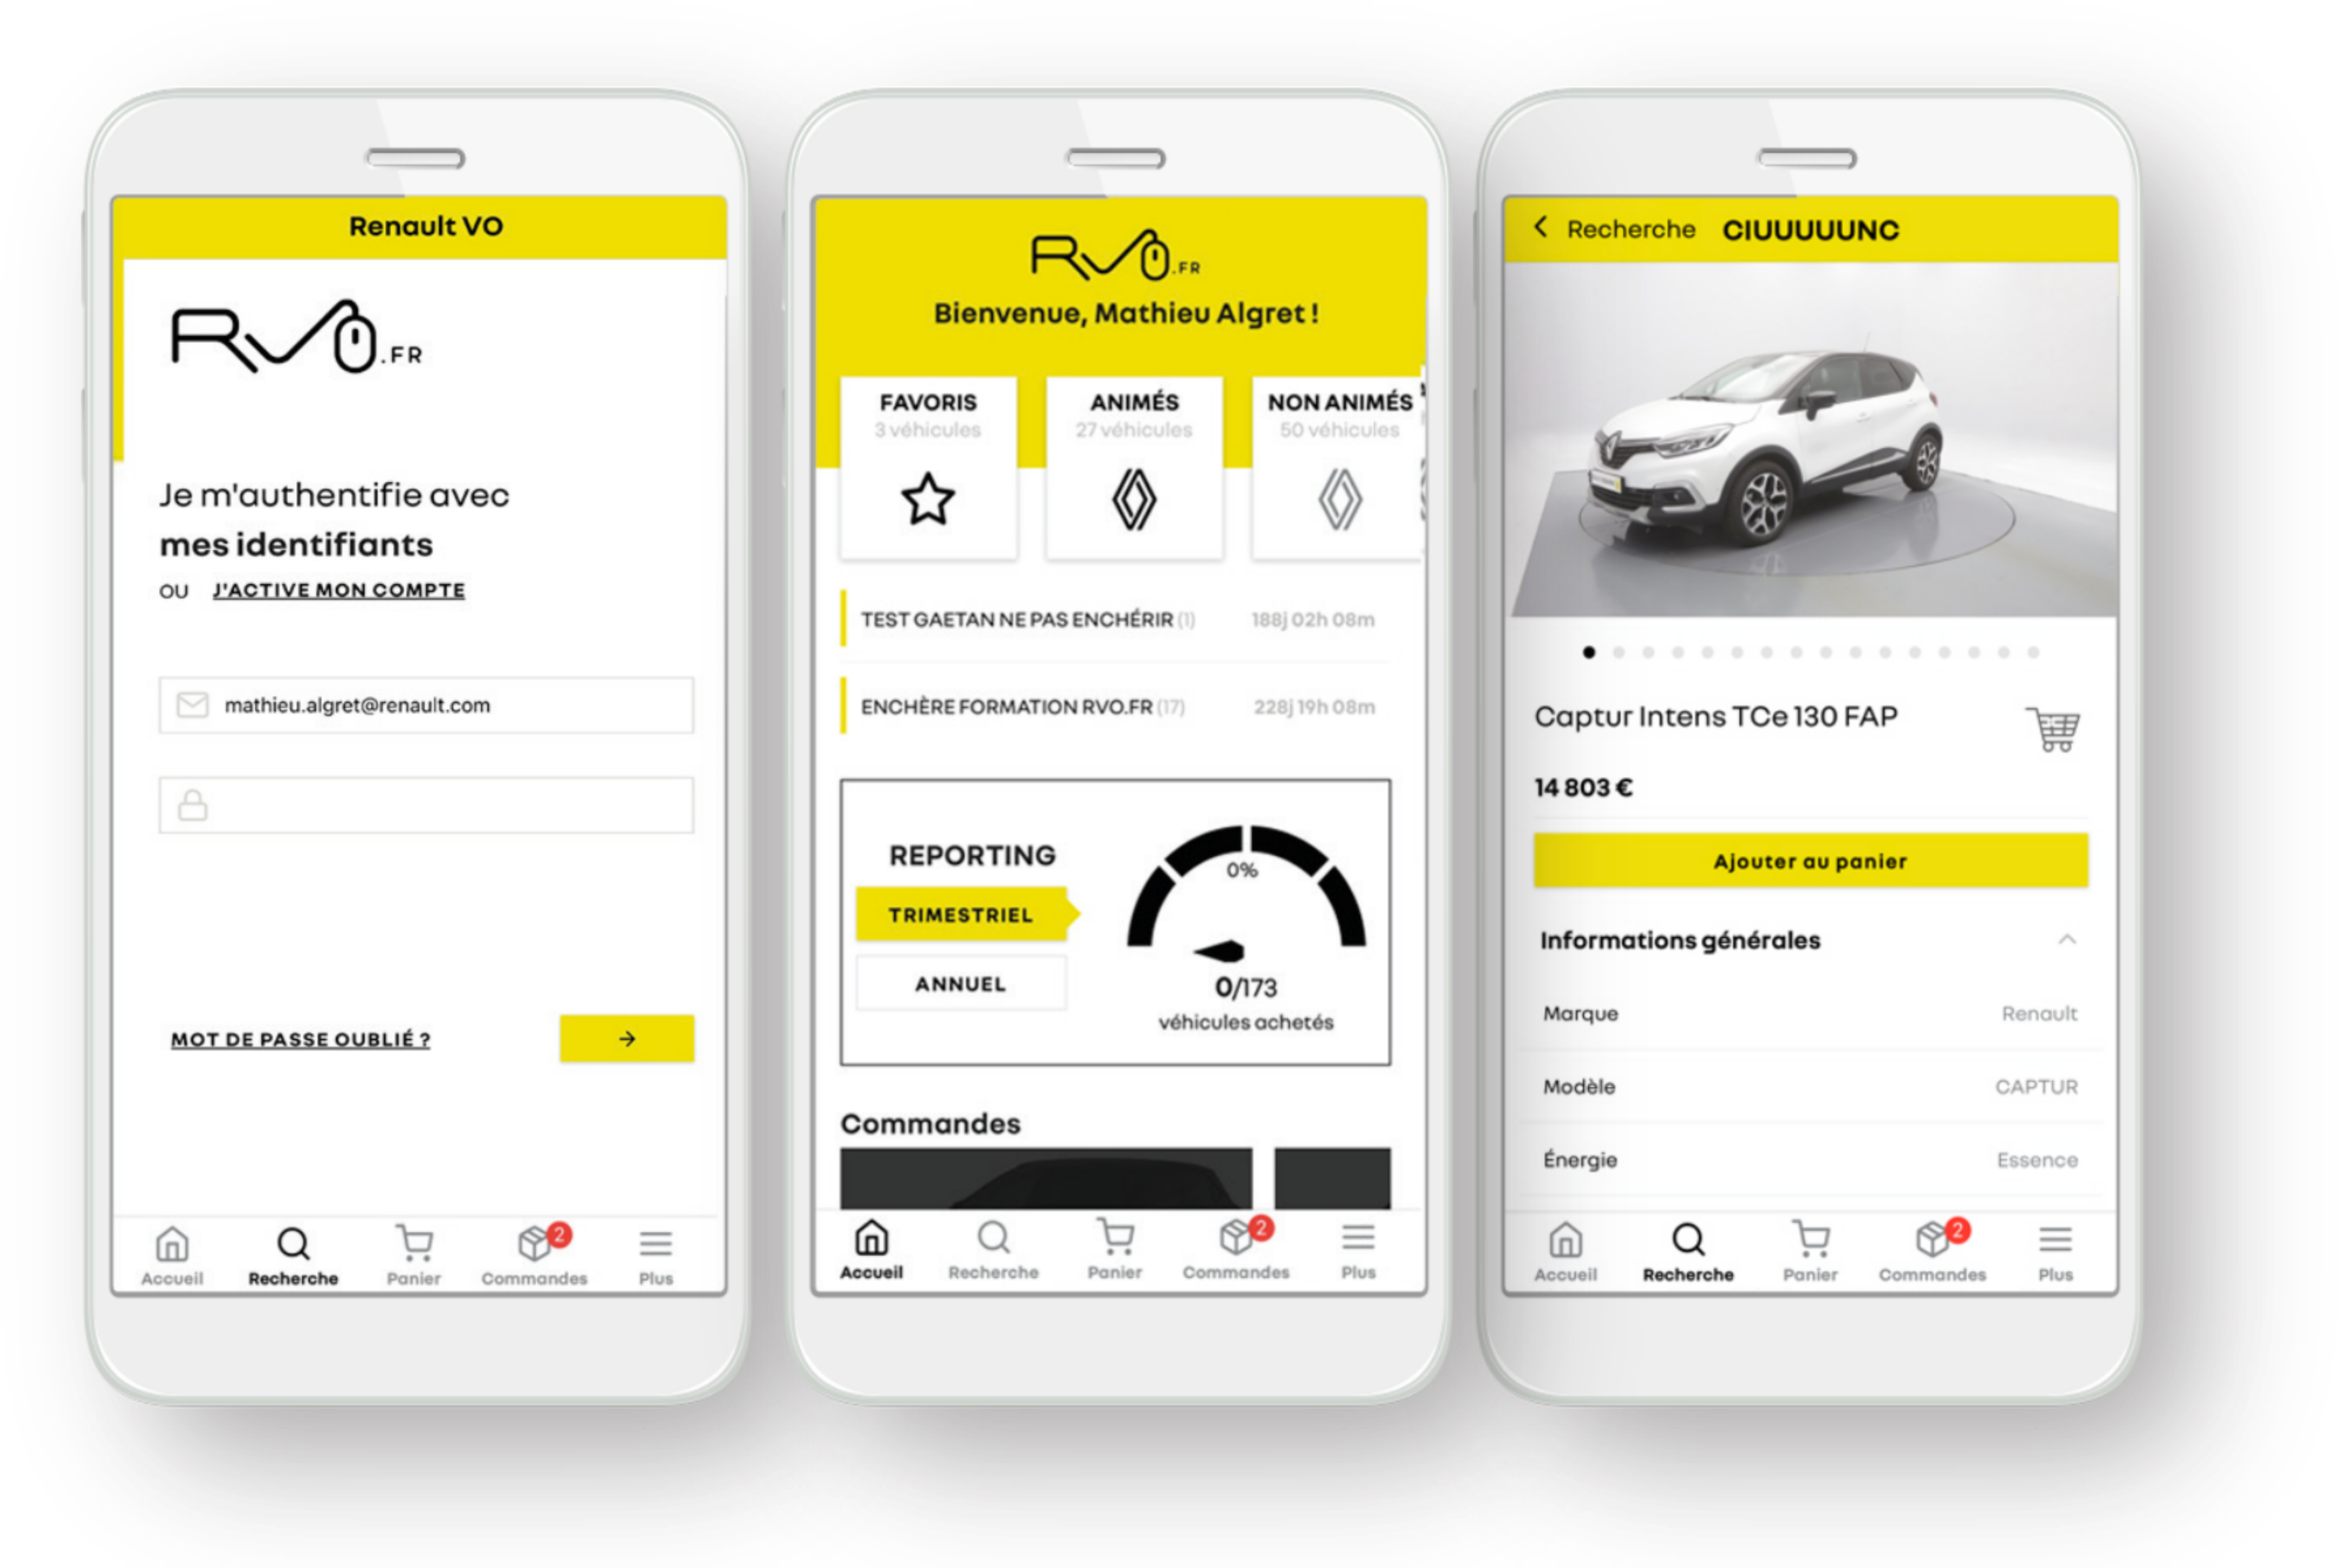 Renault VO
RVO.FR
Je m'authentifie avec
mes identifiants
OU J'ACTIVE MON COMPTE
mathieu.algret@renault.com
MOT DE PASSE OUBLIÉ ?
Accueil Recherche Panier Commandes 2 Plus
RVO.FR
Bienvenue, Mathieu Algret !
FAVORIS
3 véhicules
ANIMÉS
27 véhicules
NON ANIMÉS
50 véhicules
TEST GAETAN NE PAS ENCHÉRIR (1) 188j 02h 08m
ENCHÈRE FORMATION RVO.FR (17) 228j 19h 08m
REPORTING
TRIMESTRIEL
ANNUEL
0%
0/173
véhicules achetés
Commandes
Accueil Recherche Panier Commandes 2 Plus
Recherche CIUUUUUNC
Captur Intens TCe 130 FAP
14 803 €
Ajouter au panier
Informations générales
Marque Renault
Modèle CAPTUR
Énergie Essence
Accueil Recherche Panier Commandes 2 Plus